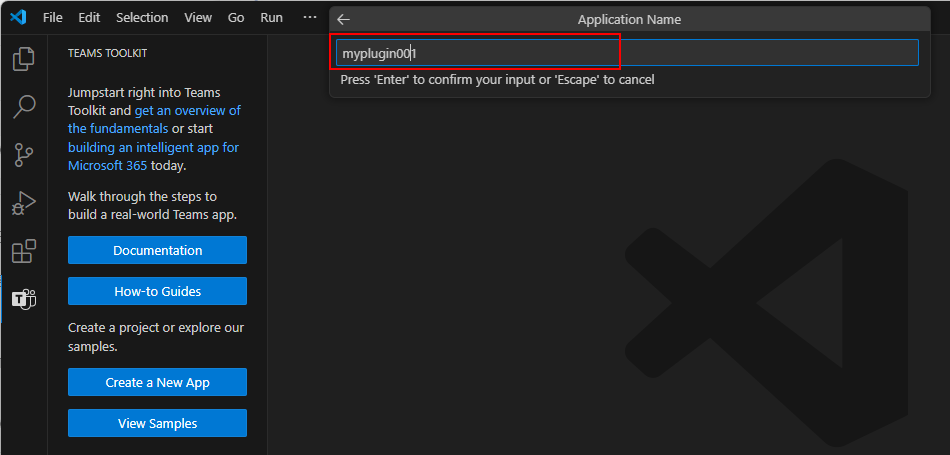 File Edit Selection View Go Run ···
Application Name
myplugin001
Press 'Enter' to confirm your input or 'Escape' to cancel
TEAMS TOOLKIT
Jumpstart right into Teams
Toolkit and get an overview of
the fundamentals or start
building an intelligent app for
Microsoft 365 today.
Walk through the steps to
build a real-world Teams app.
Documentation
How-to Guides
Create a project or explore our
samples.
Create a New App
View Samples